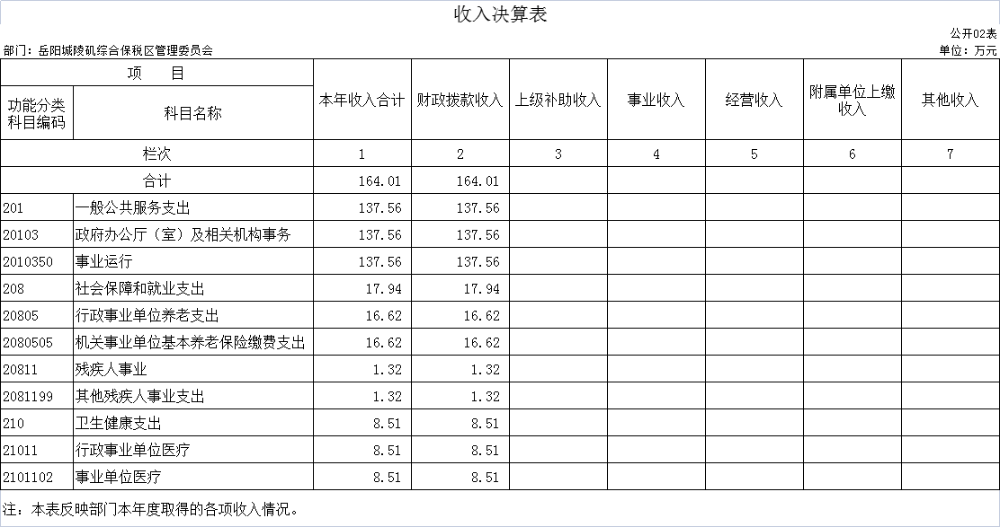 收入决算表
公开02表
部门：岳阳城陵矶综合保税区管理委员会 单位：万元
项 目 本年收入合计 财政拨款收入 上级补助收入 事业收入 经营收入 附属单位上缴收入 其他收入
功能分类科目编码 科目名称
栏次 1 2 3 4 5 6 7
合计 164.01 164.01
201 一般公共服务支出 137.56 137.56
20103 政府办公厅（室）及相关机构事务 137.56 137.56
2010350 事业运行 137.56 137.56
208 社会保障和就业支出 17.94 17.94
20805 行政事业单位养老支出 16.62 16.62
2080505 机关事业单位基本养老保险缴费支出 16.62 16.62
20811 残疾人事业 1.32 1.32
2081199 其他残疾人事业支出 1.32 1.32
210 卫生健康支出 8.51 8.51
21011 行政事业单位医疗 8.51 8.51
2101102 事业单位医疗 8.51 8.51
注：本表反映部门本年度取得的各项收入情况。